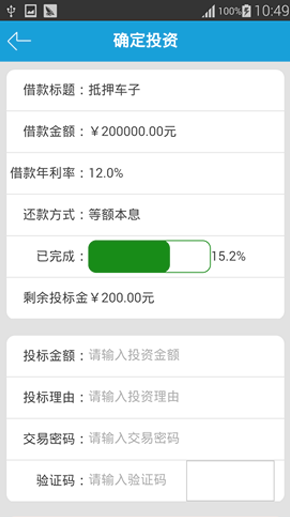 100% 10:49
确定投资
借款标题：抵押车子
借款金额：￥200000.00元
借款年利率：12.0%
还款方式：等额本息
已完成：15.2%
剩余投标金￥200.00元
投标金额：请输入投资金额
投标理由：请输入投资理由
交易密码：请输入交易密码
验证码：请输入验证码